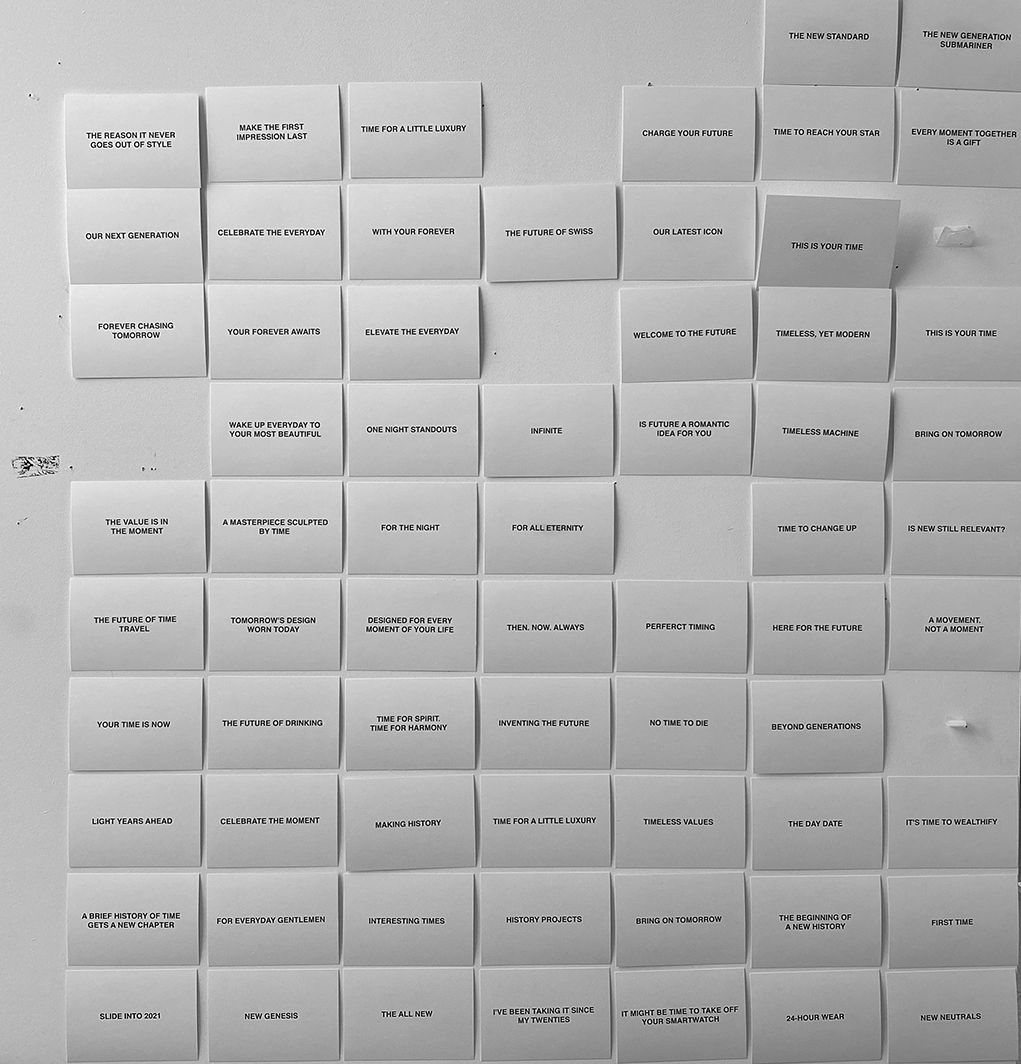 THE NEW STANDARD
THE NEW GENERATION
SUBMARINER
THE REASON IT NEVER
GOES OUT OF STYLE
MAKE THE FIRST
IMPRESSION LAST
TIME FOR A LITTLE LUXURY
CHARGE YOUR FUTURE
TIME TO REACH YOUR STAR
EVERY MOMENT TOGETHER
IS A GIFT
OUR NEXT GENERATION
CELEBRATE THE EVERYDAY
WITH YOUR FOREVER
THE FUTURE OF SWISS
OUR LATEST ICON
THIS IS YOUR TIME
FOREVER CHASING
TOMORROW
YOUR FOREVER AWAITS
ELEVATE THE EVERYDAY
WELCOME TO THE FUTURE
TIMELESS, YET MODERN
THIS IS YOUR TIME
WAKE UP EVERYDAY TO
YOUR MOST BEAUTIFUL
ONE NIGHT STANDOUTS
INFINITE
IS FUTURE A ROMANTIC
IDEA FOR YOU
TIMELESS MACHINE
BRING ON TOMORROW
THE VALUE IS IN
THE MOMENT
A MASTERPIECE SCULPTED
BY TIME
FOR THE NIGHT
FOR ALL ETERNITY
TIME TO CHANGE UP
IS NEW STILL RELEVANT?
THE FUTURE OF TIME
TRAVEL
TOMORROW'S DESIGN
WORN TODAY
DESIGNED FOR EVERY
MOMENT OF YOUR LIFE
THEN. NOW. ALWAYS
PERFERCT TIMING
HERE FOR THE FUTURE
A MOVEMENT.
NOT A MOMENT
YOUR TIME IS NOW
THE FUTURE OF DRINKING
TIME FOR SPIRIT.
TIME FOR HARMONY
INVENTING THE FUTURE
NO TIME TO DIE
BEYOND GENERATIONS
LIGHT YEARS AHEAD
CELEBRATE THE MOMENT
MAKING HISTORY
TIME FOR A LITTLE LUXURY
TIMELESS VALUES
THE DAY DATE
IT'S TIME TO WEALTHIFY
A BRIEF HISTORY OF TIME
GETS A NEW CHAPTER
FOR EVERYDAY GENTLEMEN
INTERESTING TIMES
HISTORY PROJECTS
BRING ON TOMORROW
THE BEGINNING OF
A NEW HISTORY
FIRST TIME
SLIDE INTO 2021
NEW GENESIS
THE ALL NEW
I'VE BEEN TAKING IT SINCE
MY TWENTIES
IT MIGHT BE TIME TO TAKE OFF
YOUR SMARTWATCH
24-HOUR WEAR
NEW NEUTRALS